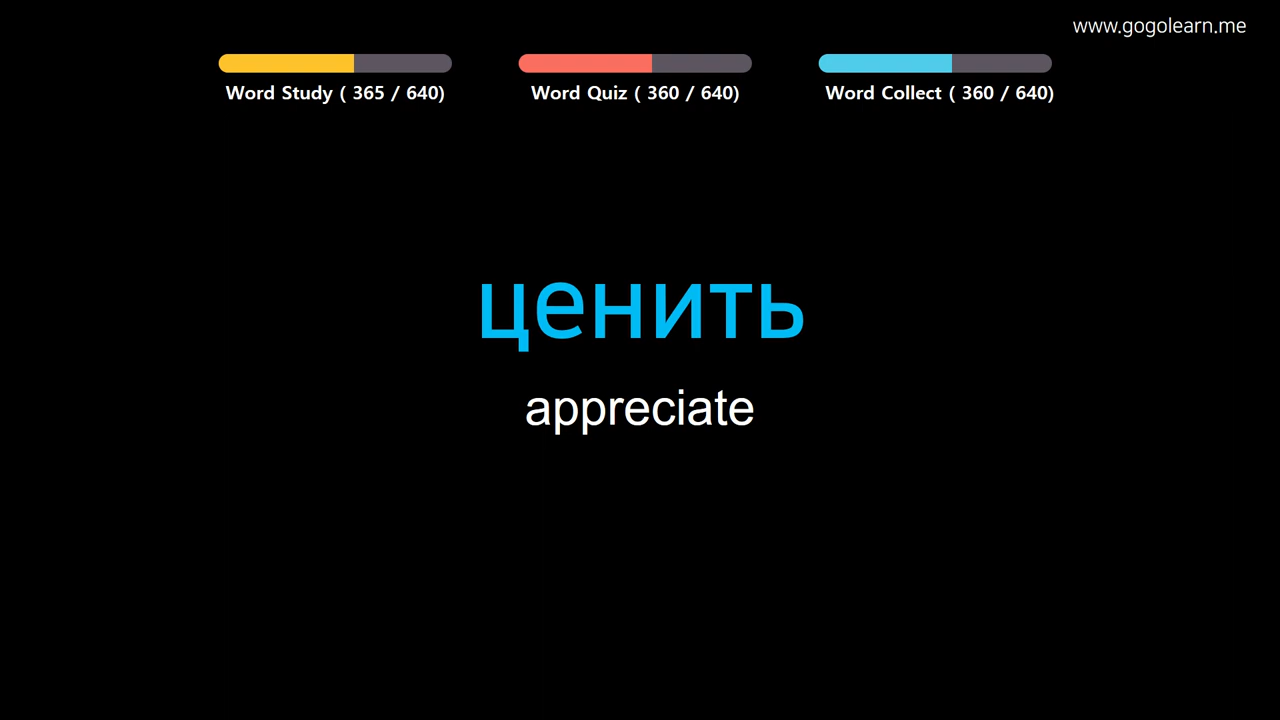 www.gogolearn.me
Word Study ( 365 / 640)
Word Quiz ( 360 / 640)
Word Collect ( 360 / 640)
ценить
appreciate